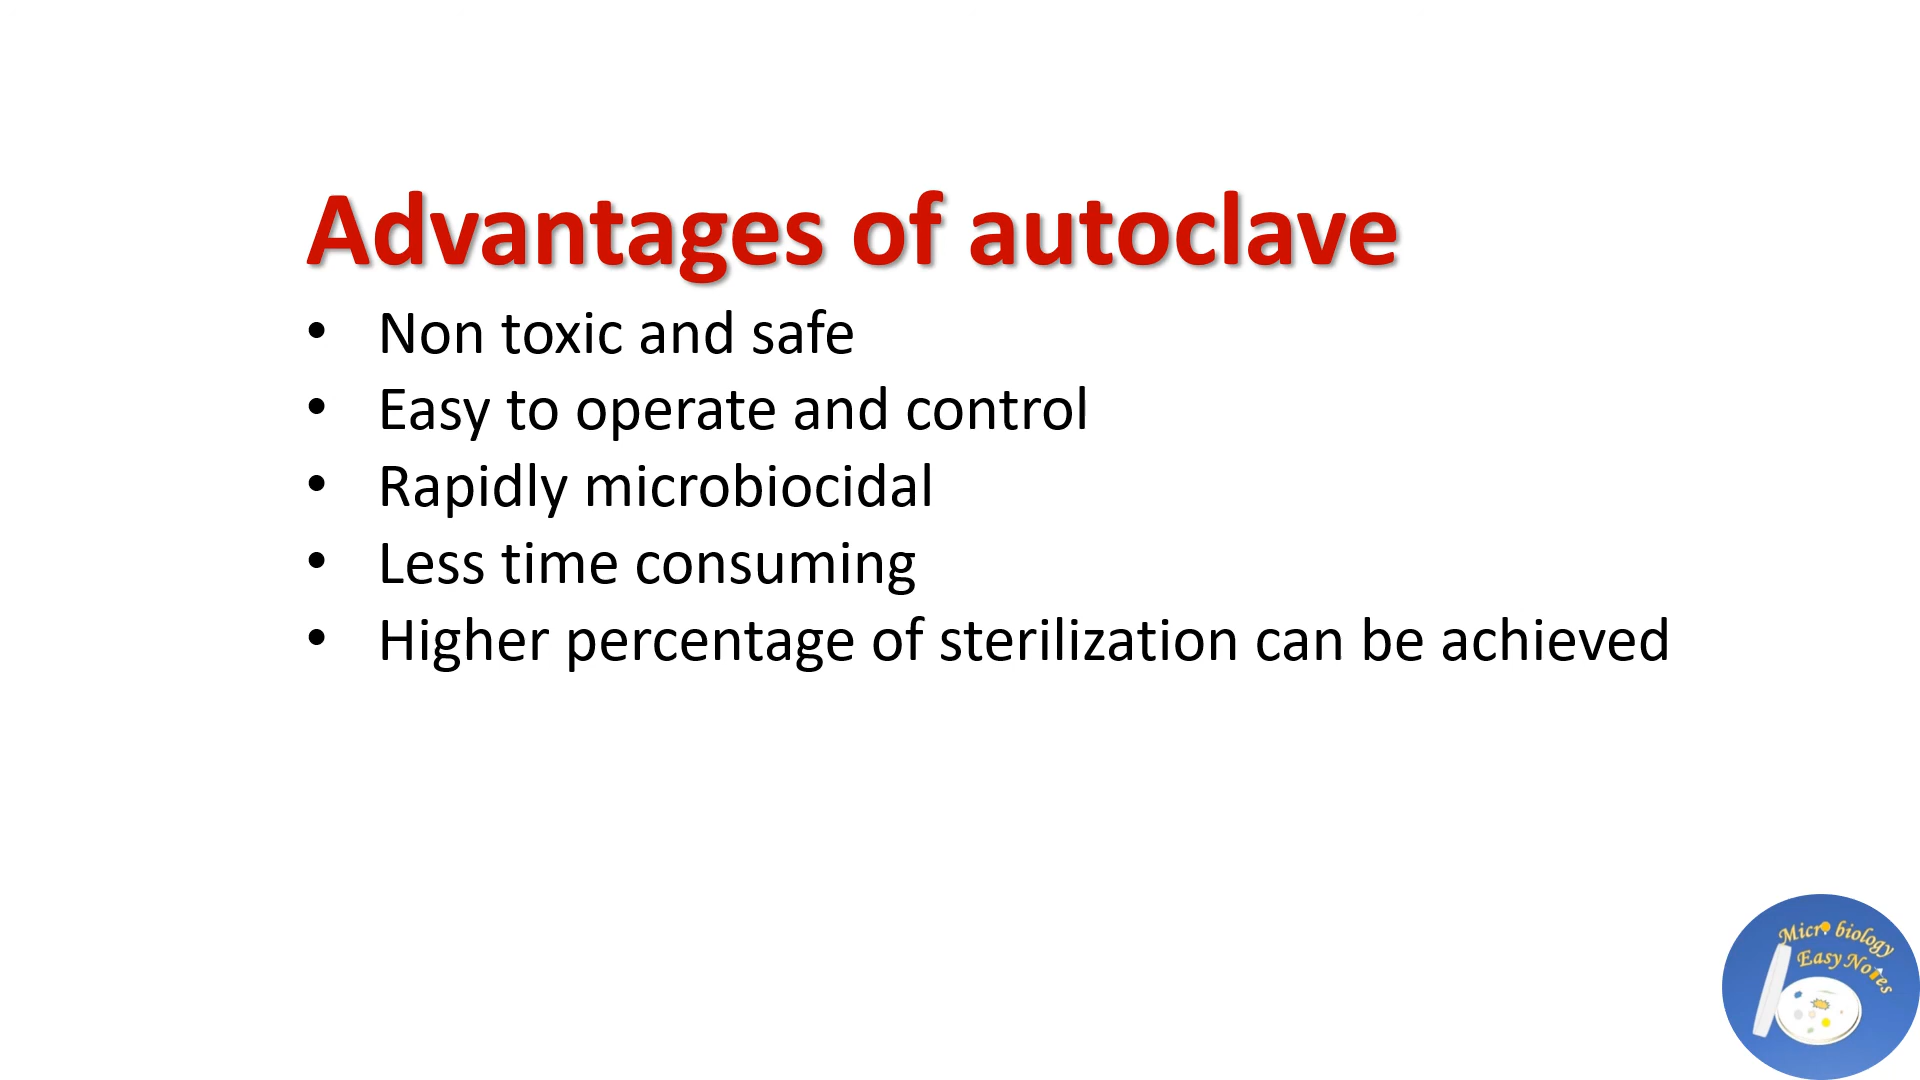 Advantages of autoclave
• Non toxic and safe
• Easy to operate and control
• Rapidly microbiocidal
• Less time consuming
• Higher percentage of sterilization can be achieved
Micro biology
Easy Notes